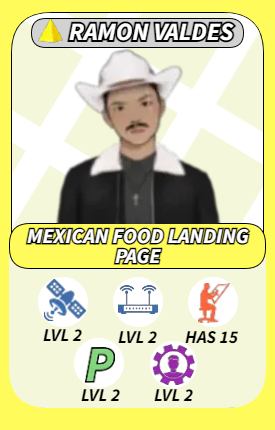 RAMON VALDES
MEXICAN FOOD LANDING
PAGE
LVL 2
LVL 2
HAS 15
P
LVL 2
LVL 2